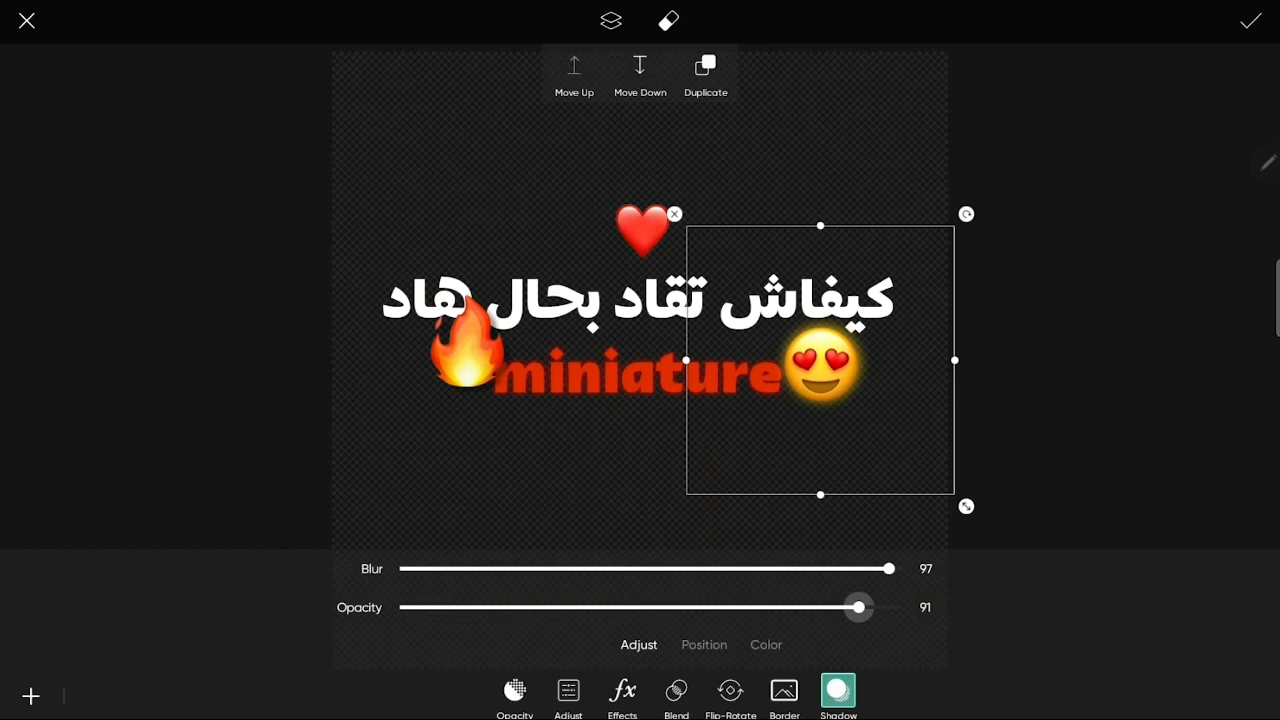 Move Up
Move Down
Duplicate
كيفاش تقاد بحال هاد
miniature
Blur
97
Opacity
91
Adjust
Position
Color
Opacity
Adjust
Effects
Blend
Flip-Rotate
Border
Shadow